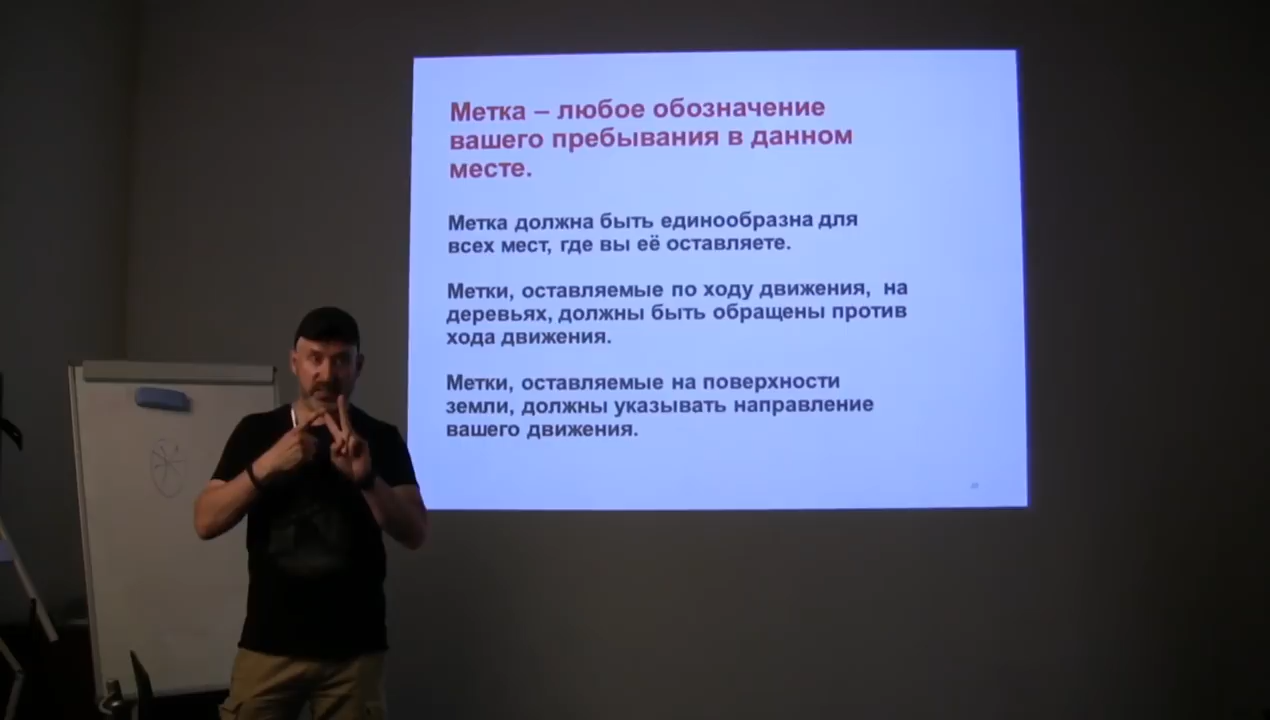 Метка – любое обозначение
вашего пребывания в данном
месте.
Метка должна быть единообразна для
всех мест, где вы её оставляете.
Метки, оставляемые по ходу движения, на
деревьях, должны быть обращены против
хода движения.
Метки, оставляемые на поверхности
земли, должны указывать направление
вашего движения.